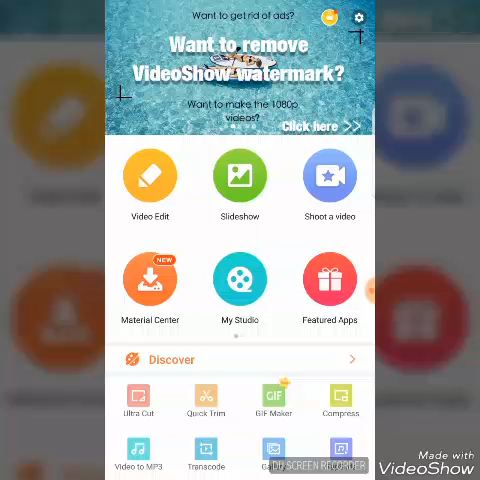 Want to get rid of ads?
Want to remove
VideoShow watermark?
Want to make the 1080p
videos?
Click here >>
Video Edit
Slideshow
Shoot a video
NEW
Material Center
My Studio
Featured Apps
Discover
Ultra Cut
Quick Trim
GIF
GIF Maker
Compress
Video to MP3
Transcode
DU SCREEN RECORDER
Made with
VideoShow